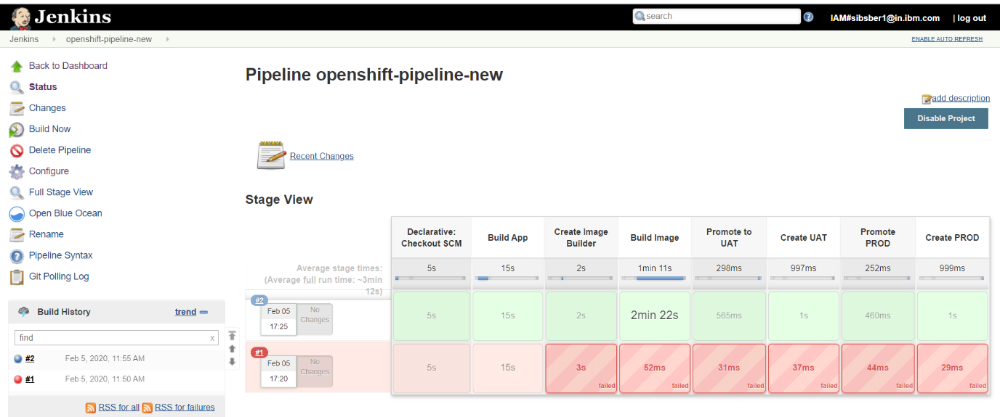 Jenkins
search
IAM#sibsber1@in.ibm.com | log out
Jenkins openshift-pipeline-new
ENABLE AUTO REFRESH
Back to Dashboard
Status
Changes
Build Now
Delete Pipeline
Configure
Full Stage View
Open Blue Ocean
Rename
Pipeline Syntax
Git Polling Log
Build History trend
find x
#2 Feb 5, 2020, 11:55 AM
#1 Feb 5, 2020, 11:50 AM
RSS for all RSS for failures
Pipeline openshift-pipeline-new
add description
Disable Project
Recent Changes
Stage View
Declarative: Checkout SCM Build App Create Image Builder Build Image Promote to UAT Create UAT Promote PROD Create PROD
Average stage times:
(Average full run time: ~3min
12s)
5s 15s 2s 1min 11s 298ms 997ms 252ms 999ms
#2
Feb 05
17:25
No
Changes
5s 15s 2s 2min 22s 565ms 1s 460ms 1s
#1
Feb 05
17:20
No
Changes
5s 15s 3s 52ms 31ms 37ms 44ms 29ms
failed failed failed failed failed failed